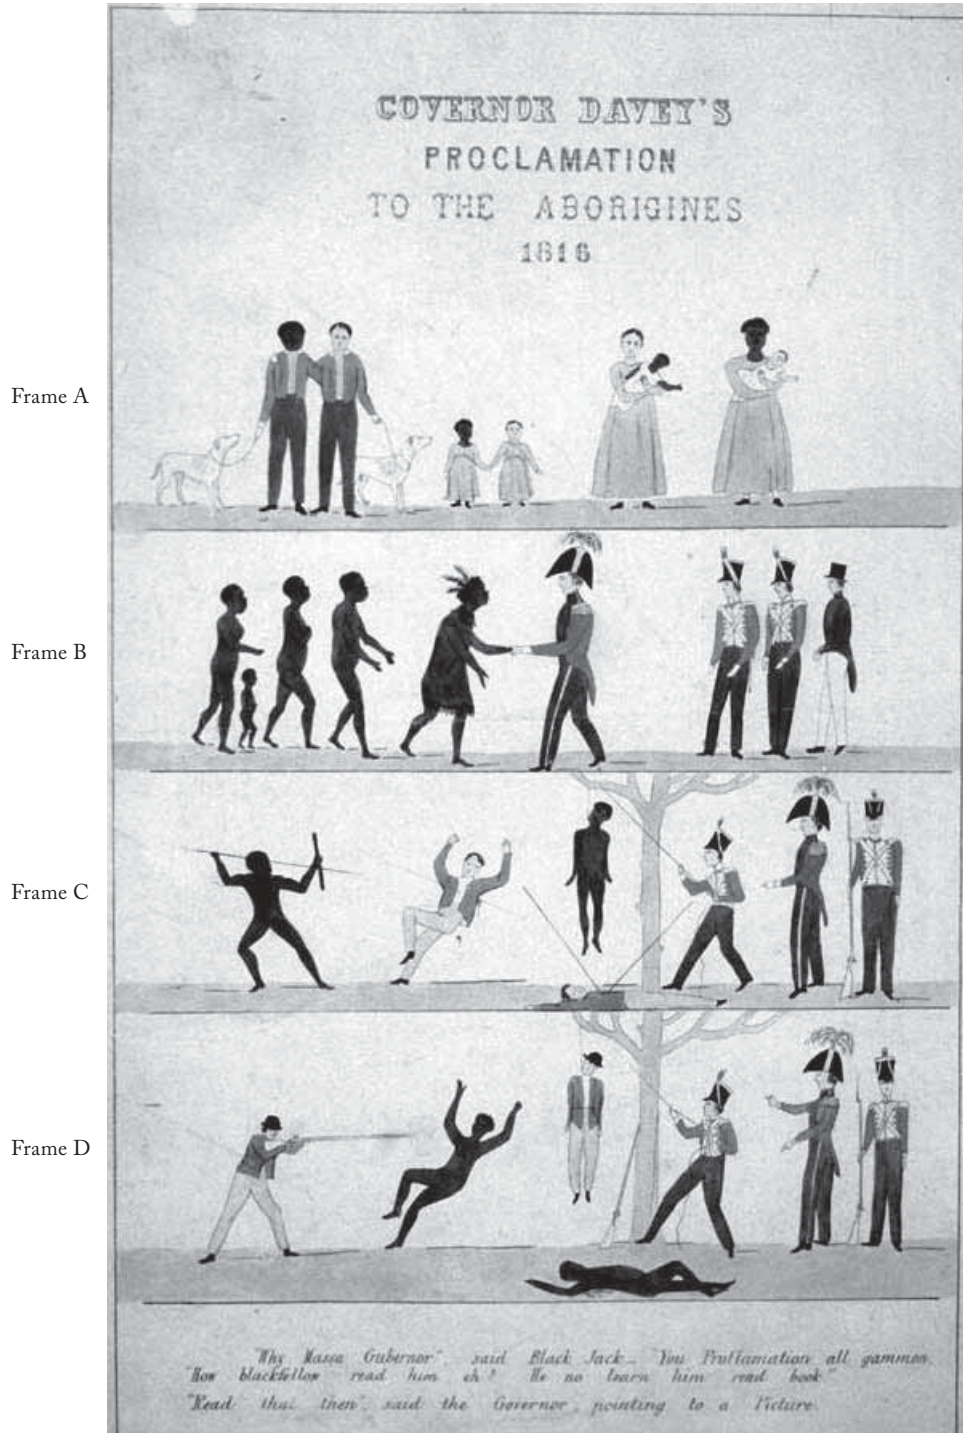 GOVERNOR DAVEY'S
PROCLAMATION
TO THE ABORIGINES
1816
Frame A
Frame B
Frame C
Frame D
"Why Massa Gubernor", said Black Jack_ "You Proflamation all gammon,
"How blackfellow read him eh? He no learn him read book."
"Read that then", said the Governor, pointing to a Picture.